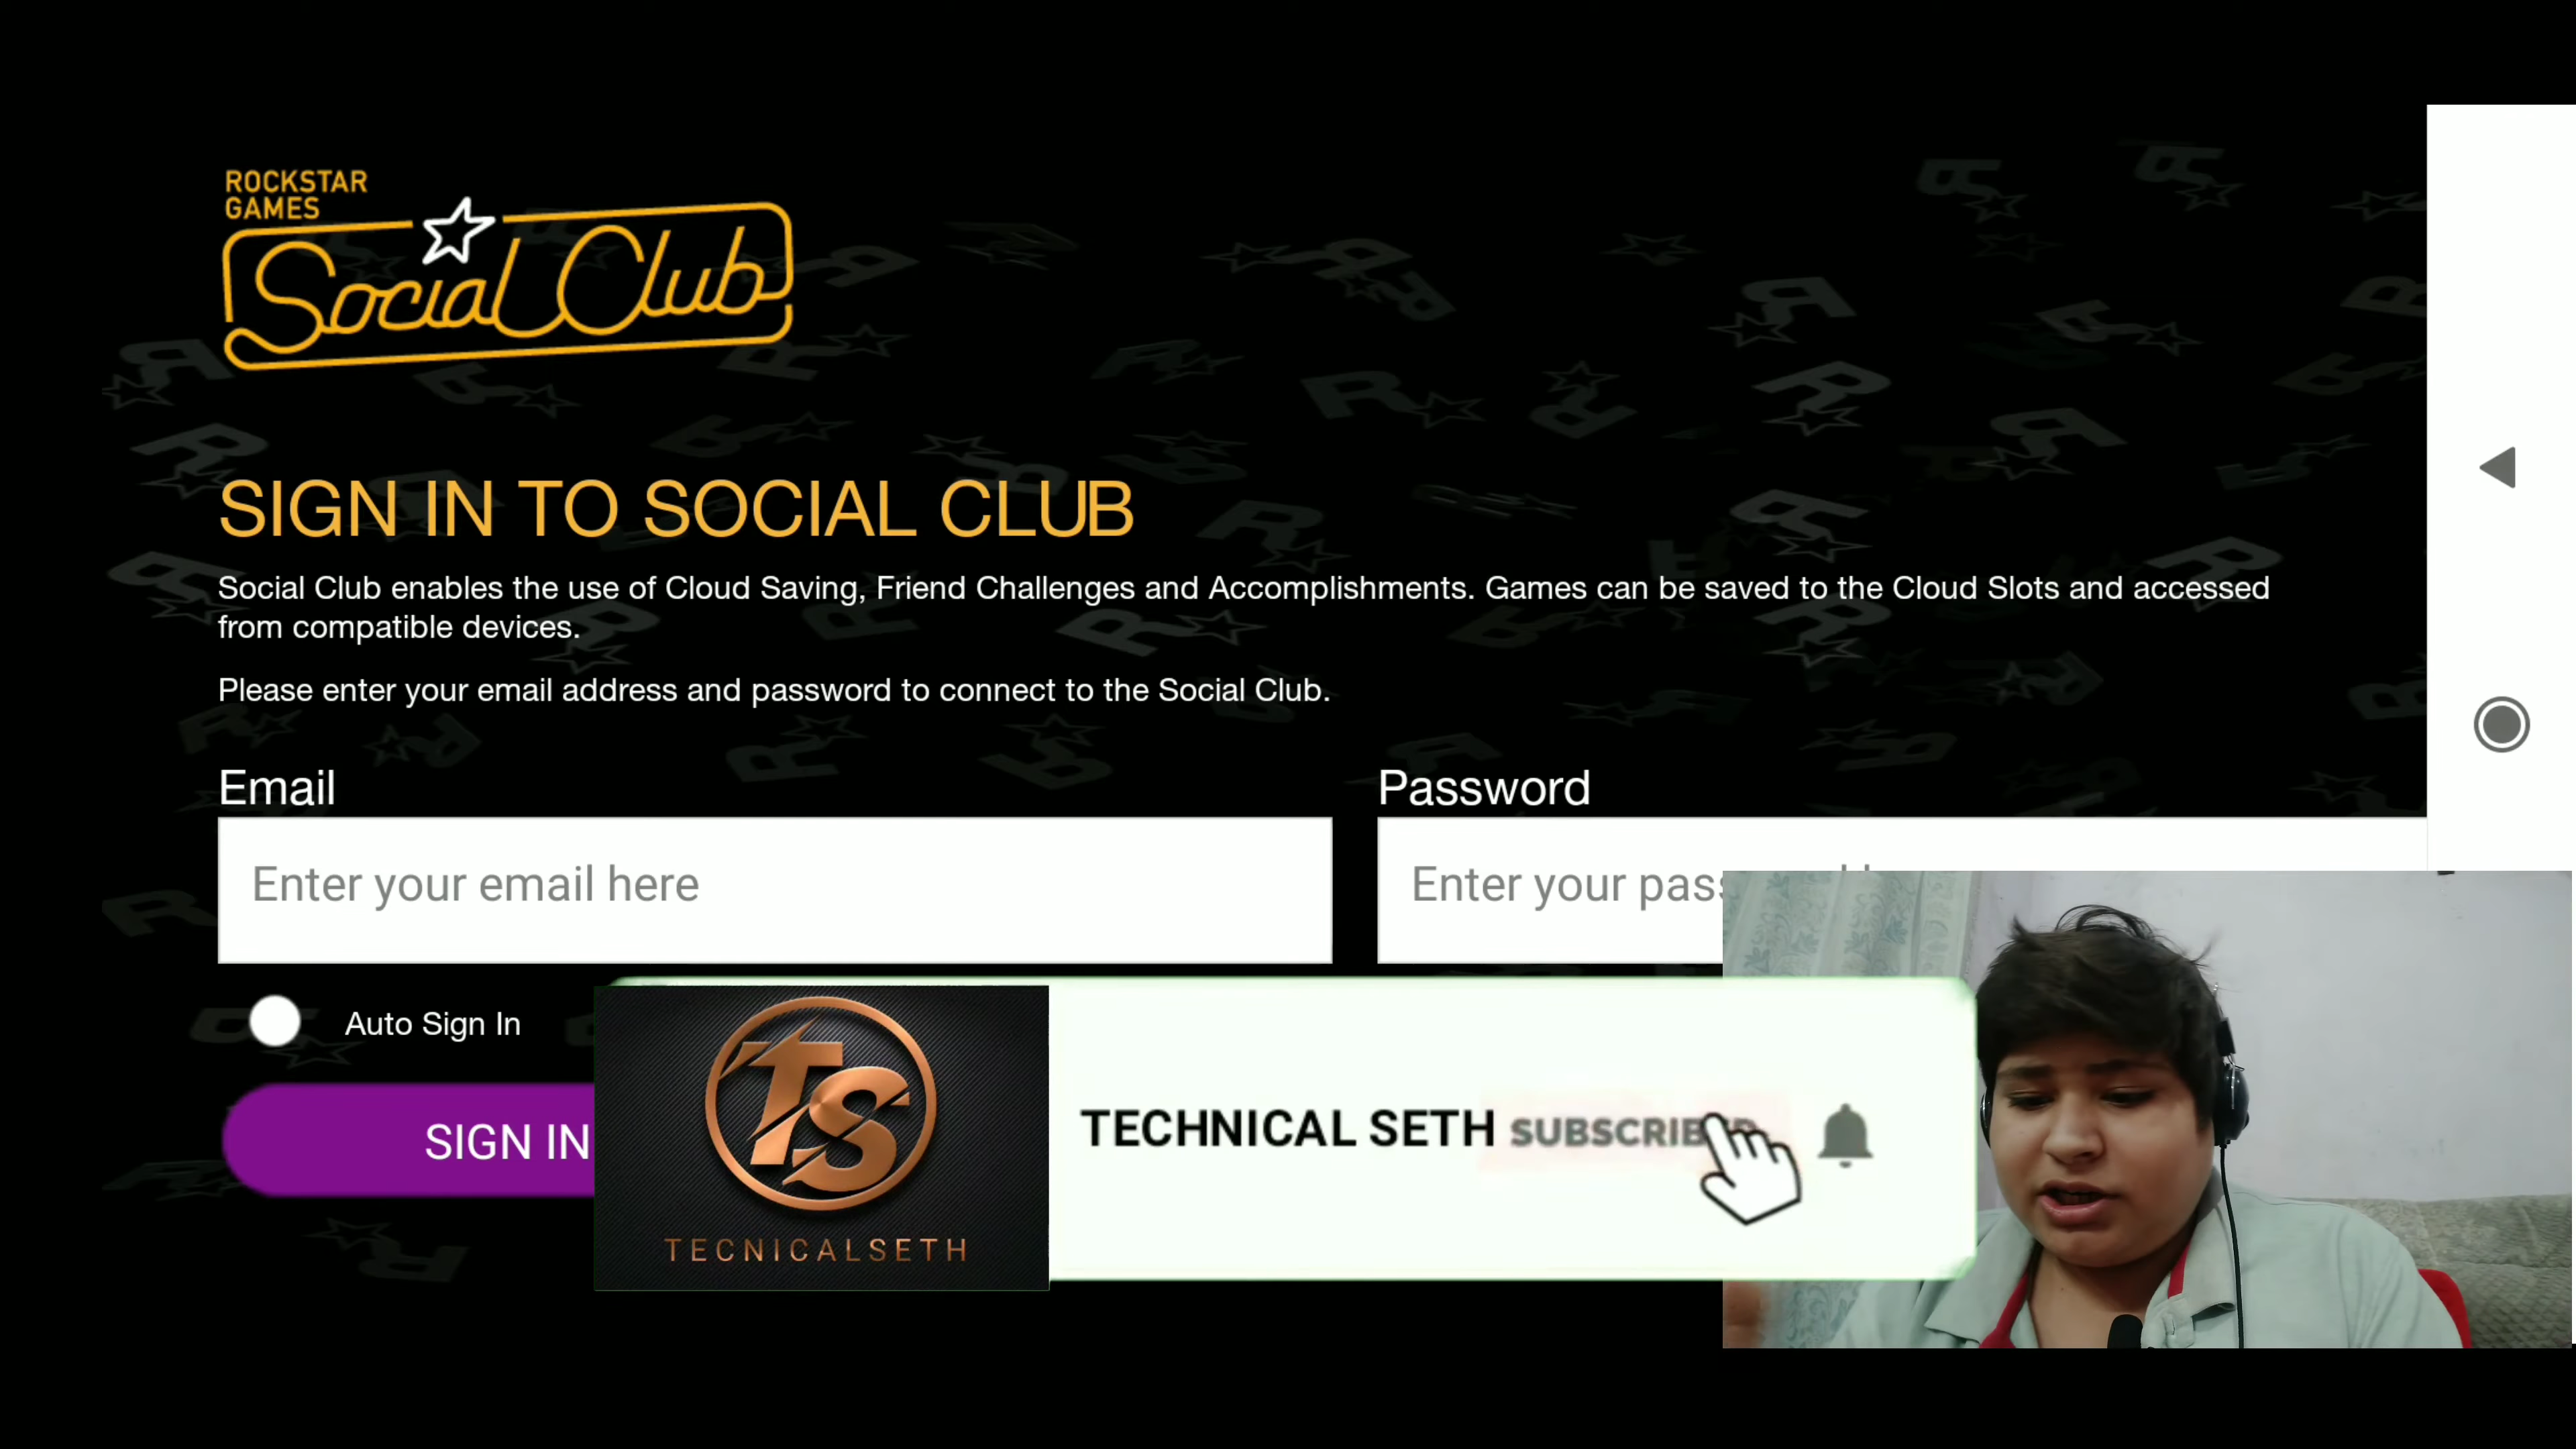 ROCKSTAR
GAMES
Social Club
SIGN IN TO SOCIAL CLUB
Social Club enables the use of Cloud Saving, Friend Challenges and Accomplishments. Games can be saved to the Cloud Slots and accessed
from compatible devices.
Please enter your email address and password to connect to the Social Club.
Email
Password
Enter your email here
Enter your
Auto Sign In
SIGN IN
TS
TECHNICAL SETH
TECNICALSETH